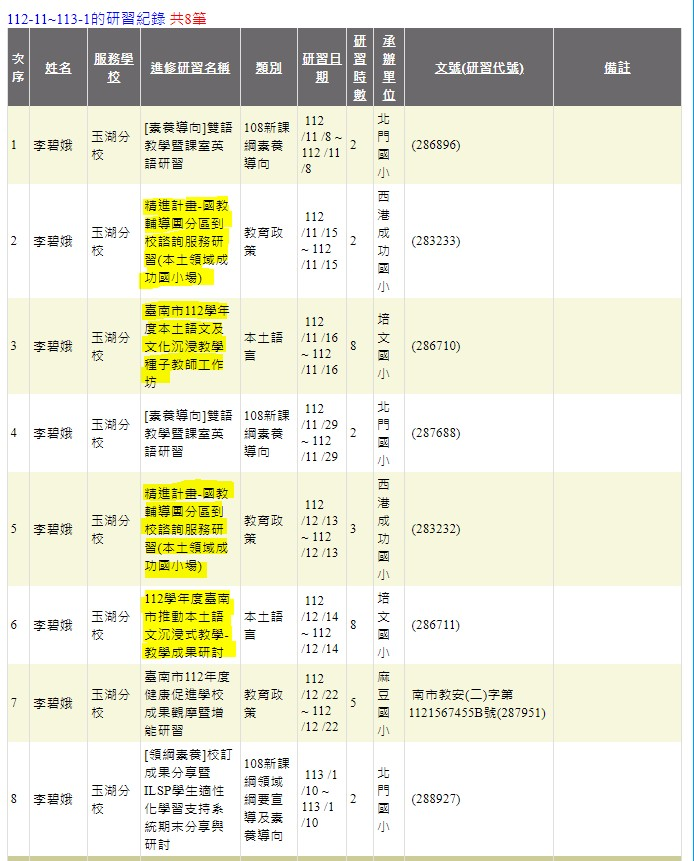 112-11~113-1的研習紀錄 共8筆
次序 姓名 服務學校 進修研習名稱 類別 研習日期 研習時數 承辦單位 文號(研習代號) 備註
1 李碧娥 玉湖分校 [素養導向]雙語教學暨課室英語研習 108新課綱素養導向 112 /11 /8 ~ 112 /11 /8 2 北門國小 (286896)
2 李碧娥 玉湖分校 精進計畫-國教輔導團分區到校諮詢服務研習(本土領域成功國小場) 教育政策 112 /11 /15 ~ 112 /11 /15 2 西港成功國小 (283233)
3 李碧娥 玉湖分校 臺南市112學年度本土語文及文化沉浸教學種子教師工作坊 本土語言 112 /11 /16 ~ 112 /11 /16 8 培文國小 (286710)
4 李碧娥 玉湖分校 [素養導向]雙語教學暨課室英語研習 108新課綱素養導向 112 /11 /29 ~ 112 /11 /29 2 北門國小 (287688)
5 李碧娥 玉湖分校 精進計畫-國教輔導團分區到校諮詢服務研習(本土領域成功國小場) 教育政策 112 /12 /13 ~ 112 /12 /13 3 西港成功國小 (283232)
6 李碧娥 玉湖分校 112學年度臺南市推動本土語文沉浸式教學-教學成果研討 本土語言 112 /12 /14 ~ 112 /12 /14 8 培文國小 (286711)
7 李碧娥 玉湖分校 臺南市112年度健康促進學校成果觀摩暨增能研習 教育政策 112 /12 /22 ~ 112 /12 /22 5 麻豆國小 南市教安(二)字第1121567455B號(287951)
8 李碧娥 玉湖分校 [領綱素養]校訂成果分享暨ILSP學生適性化學習支持系統期末分享與研討 108新課綱領域綱要宣導及素養導向 113 /1 /10 ~ 113 /1 /10 2 北門國小 (288927)